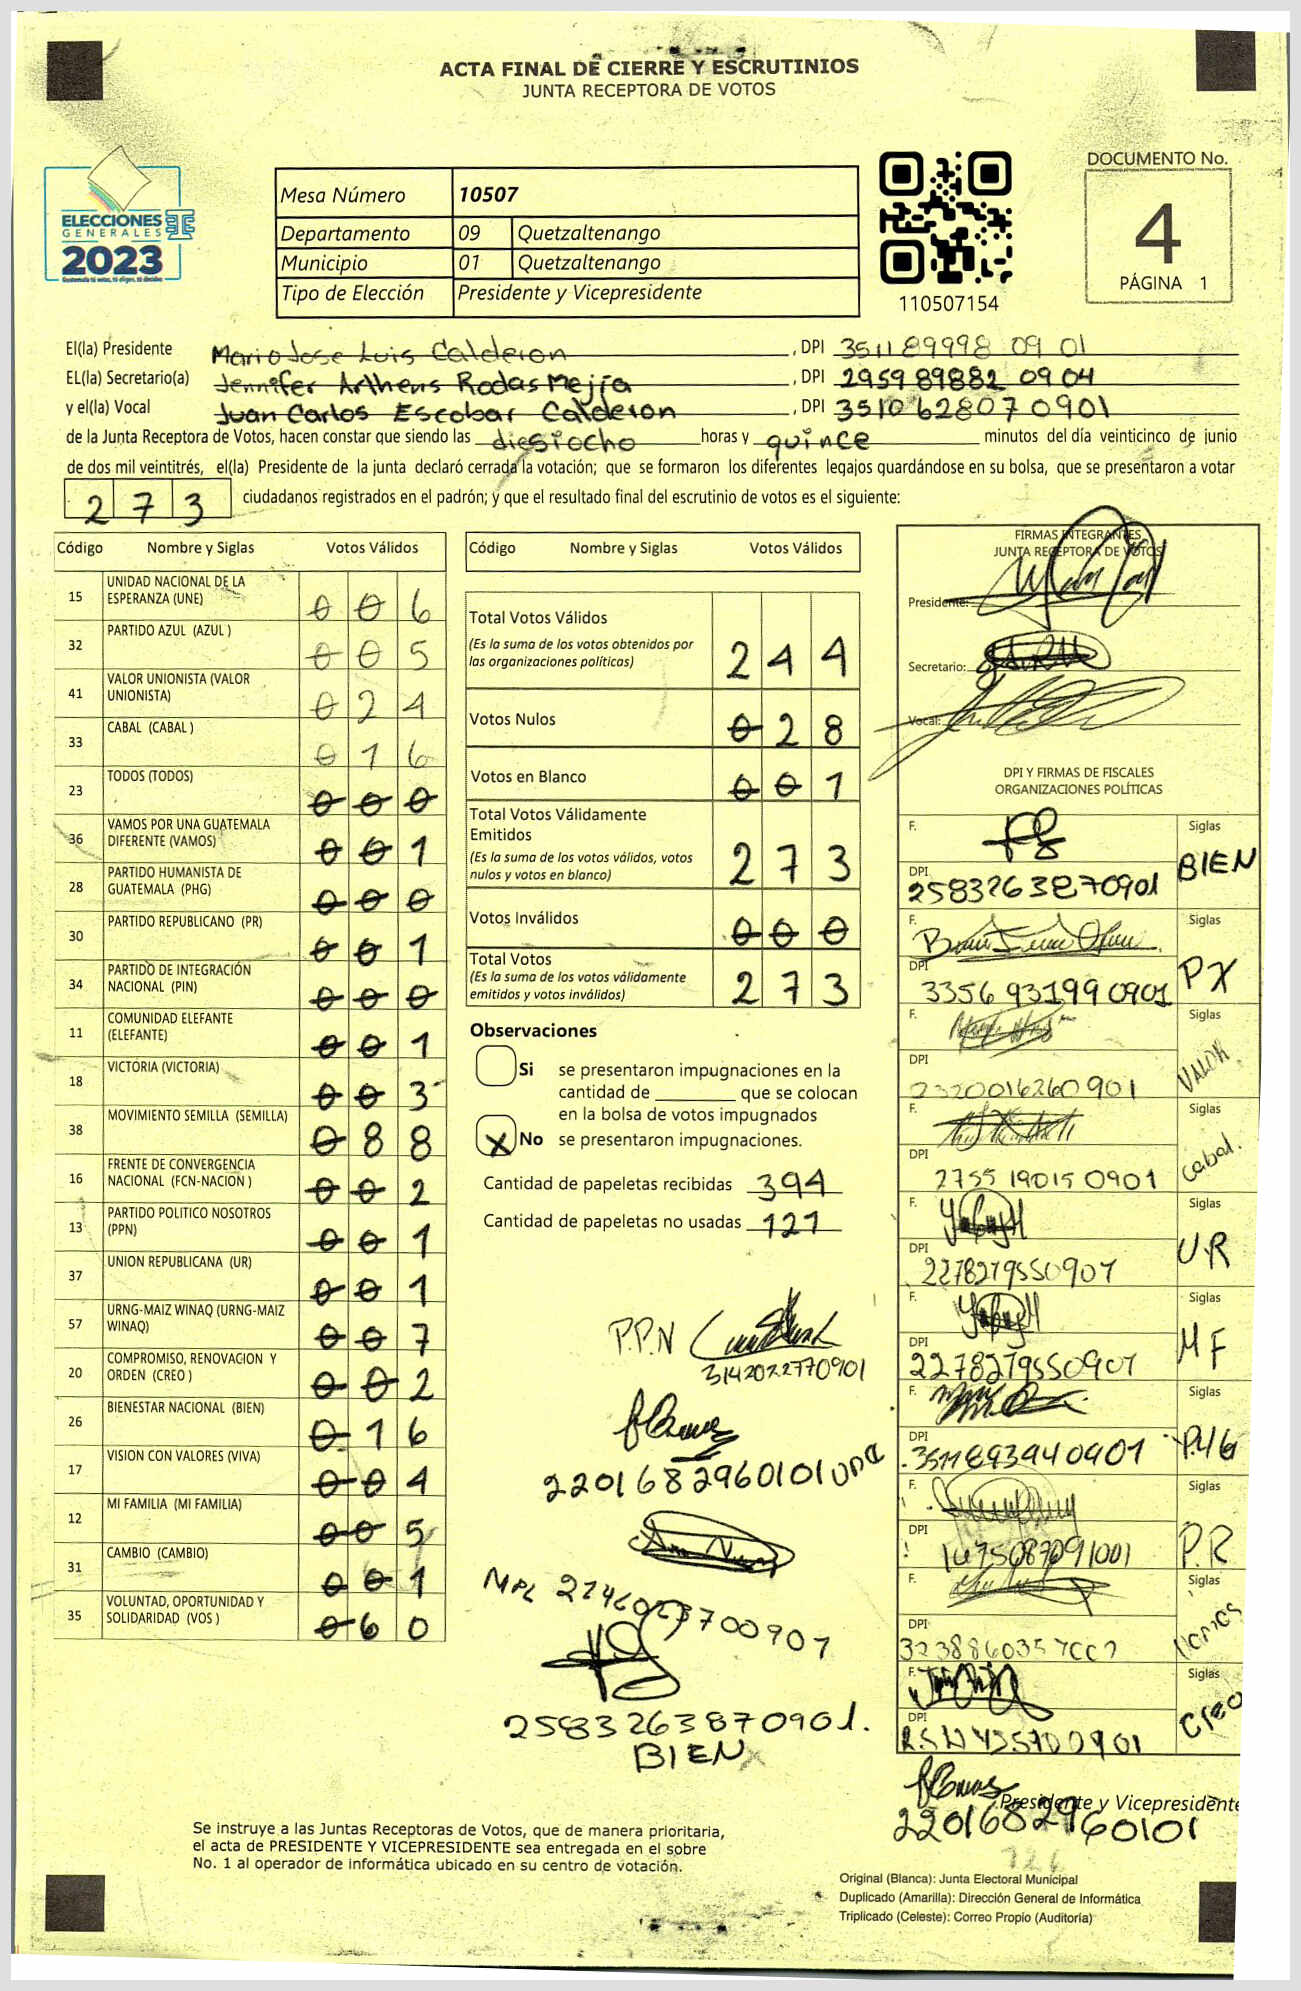 ACTA FINAL DE CIERRE Y ESCRUTINIOS
JUNTA RECEPTORA DE VOTOS
ELECCIONES
GENERALES
2023
Mesa Número 10507
Departamento 09 Quetzaltenango
Municipio 01 Quetzaltenango
Tipo de Elección Presidente y Vicepresidente
110507154
DOCUMENTO No.
4
PÁGINA 1
El(la) Presidente Mario Jose Luis Calderon , DPI 351189998 09 01
EL(la) Secretario(a) Jennifer Arlhens Rodas Mejía , DPI 2959 89882 0904
y el(la) Vocal Juan Carlos Escobar Calderon , DPI 3510 62807 0901
de la Junta Receptora de Votos, hacen constar que siendo las diesiocho horas y quince minutos del día veinticinco de junio
de dos mil veintitrés, el(la) Presidente de la junta declaró cerrada la votación; que se formaron los diferentes legajos guardándose en su bolsa, que se presentaron a votar
273 ciudadanos registrados en el padrón; y que el resultado final del escrutinio de votos es el siguiente:
Código Nombre y Siglas Votos Válidos
15 UNIDAD NACIONAL DE LA ESPERANZA (UNE) 0 0 6
32 PARTIDO AZUL (AZUL ) 0 0 5
41 VALOR UNIONISTA (VALOR UNIONISTA) 0 2 4
33 CABAL (CABAL ) 0 1 6
23 TODOS (TODOS) 0 0 0
36 VAMOS POR UNA GUATEMALA DIFERENTE (VAMOS) 0 0 1
28 PARTIDO HUMANISTA DE GUATEMALA (PHG) 0 0 0
30 PARTIDO REPUBLICANO (PR) 0 0 1
34 PARTIDO DE INTEGRACIÓN NACIONAL (PIN) 0 0 0
11 COMUNIDAD ELEFANTE (ELEFANTE) 0 0 1
18 VICTORIA (VICTORIA) 0 0 3
38 MOVIMIENTO SEMILLA (SEMILLA) 0 8 8
16 FRENTE DE CONVERGENCIA NACIONAL (FCN-NACION ) 0 0 2
13 PARTIDO POLITICO NOSOTROS (PPN) 0 0 1
37 UNION REPUBLICANA (UR) 0 0 1
57 URNG-MAIZ WINAQ (URNG-MAIZ WINAQ) 0 0 7
20 COMPROMISO, RENOVACION Y ORDEN (CREO ) 0 0 2
26 BIENESTAR NACIONAL (BIEN) 0 1 6
17 VISION CON VALORES (VIVA) 0 0 4
12 MI FAMILIA (MI FAMILIA) 0 0 5
31 CAMBIO (CAMBIO) 0 0 1
35 VOLUNTAD, OPORTUNIDAD Y SOLIDARIDAD (VOS ) 0 6 0
Código Nombre y Siglas Votos Válidos
Total Votos Válidos 2 4 4
(Es la suma de los votos obtenidos por
las organizaciones políticas)
Votos Nulos 0 2 8
Votos en Blanco 0 0 1
Total Votos Válidamente
Emitidos 2 7 3
(Es la suma de los votos válidos, votos
nulos y votos en blanco)
Votos Inválidos 0 0 0
Total Votos 2 7 3
(Es la suma de los votos válidamente
emitidos y votos inválidos)
Observaciones
Si se presentaron impugnaciones en la
cantidad de ________ que se colocan
en la bolsa de votos impugnados
X No se presentaron impugnaciones.
Cantidad de papeletas recibidas 394
Cantidad de papeletas no usadas 121
P.P.N
3142022770901
2201682960101
MPL
2583263870901.
BIEN
FIRMAS INTEGRANTES
JUNTA RECEPTORA DE VOTOS
Presidente:
Secretario:
Vocal:
DPI Y FIRMAS DE FISCALES
ORGANIZACIONES POLÍTICAS
F. Siglas
DPI 2583263870901 BIEN
F. Siglas
DPI 3356 93199 0901 PX
F. Siglas
DPI 2320016260901 VALOR
F. Siglas
DPI 2755 19015 0901 Cabal.
F. Siglas
DPI 2278279550901 UR
F. Siglas
DPI 2278279550901 MF
F. Siglas
DPI 3511893940901 PHG
F. Siglas
DPI 1675087091001 P.R
F. Siglas
DPI Vamos
F. Siglas
DPI Creo
Presidente y Vicepresidente
2201682960101
Se instruye a las Juntas Receptoras de Votos, que de manera prioritaria,
el acta de PRESIDENTE Y VICEPRESIDENTE sea entregada en el sobre
No. 1 al operador de informática ubicado en su centro de votación.
Original (Blanca): Junta Electoral Municipal
Duplicado (Amarilla): Dirección General de Informática
Triplicado (Celeste): Correo Propio (Auditoría)